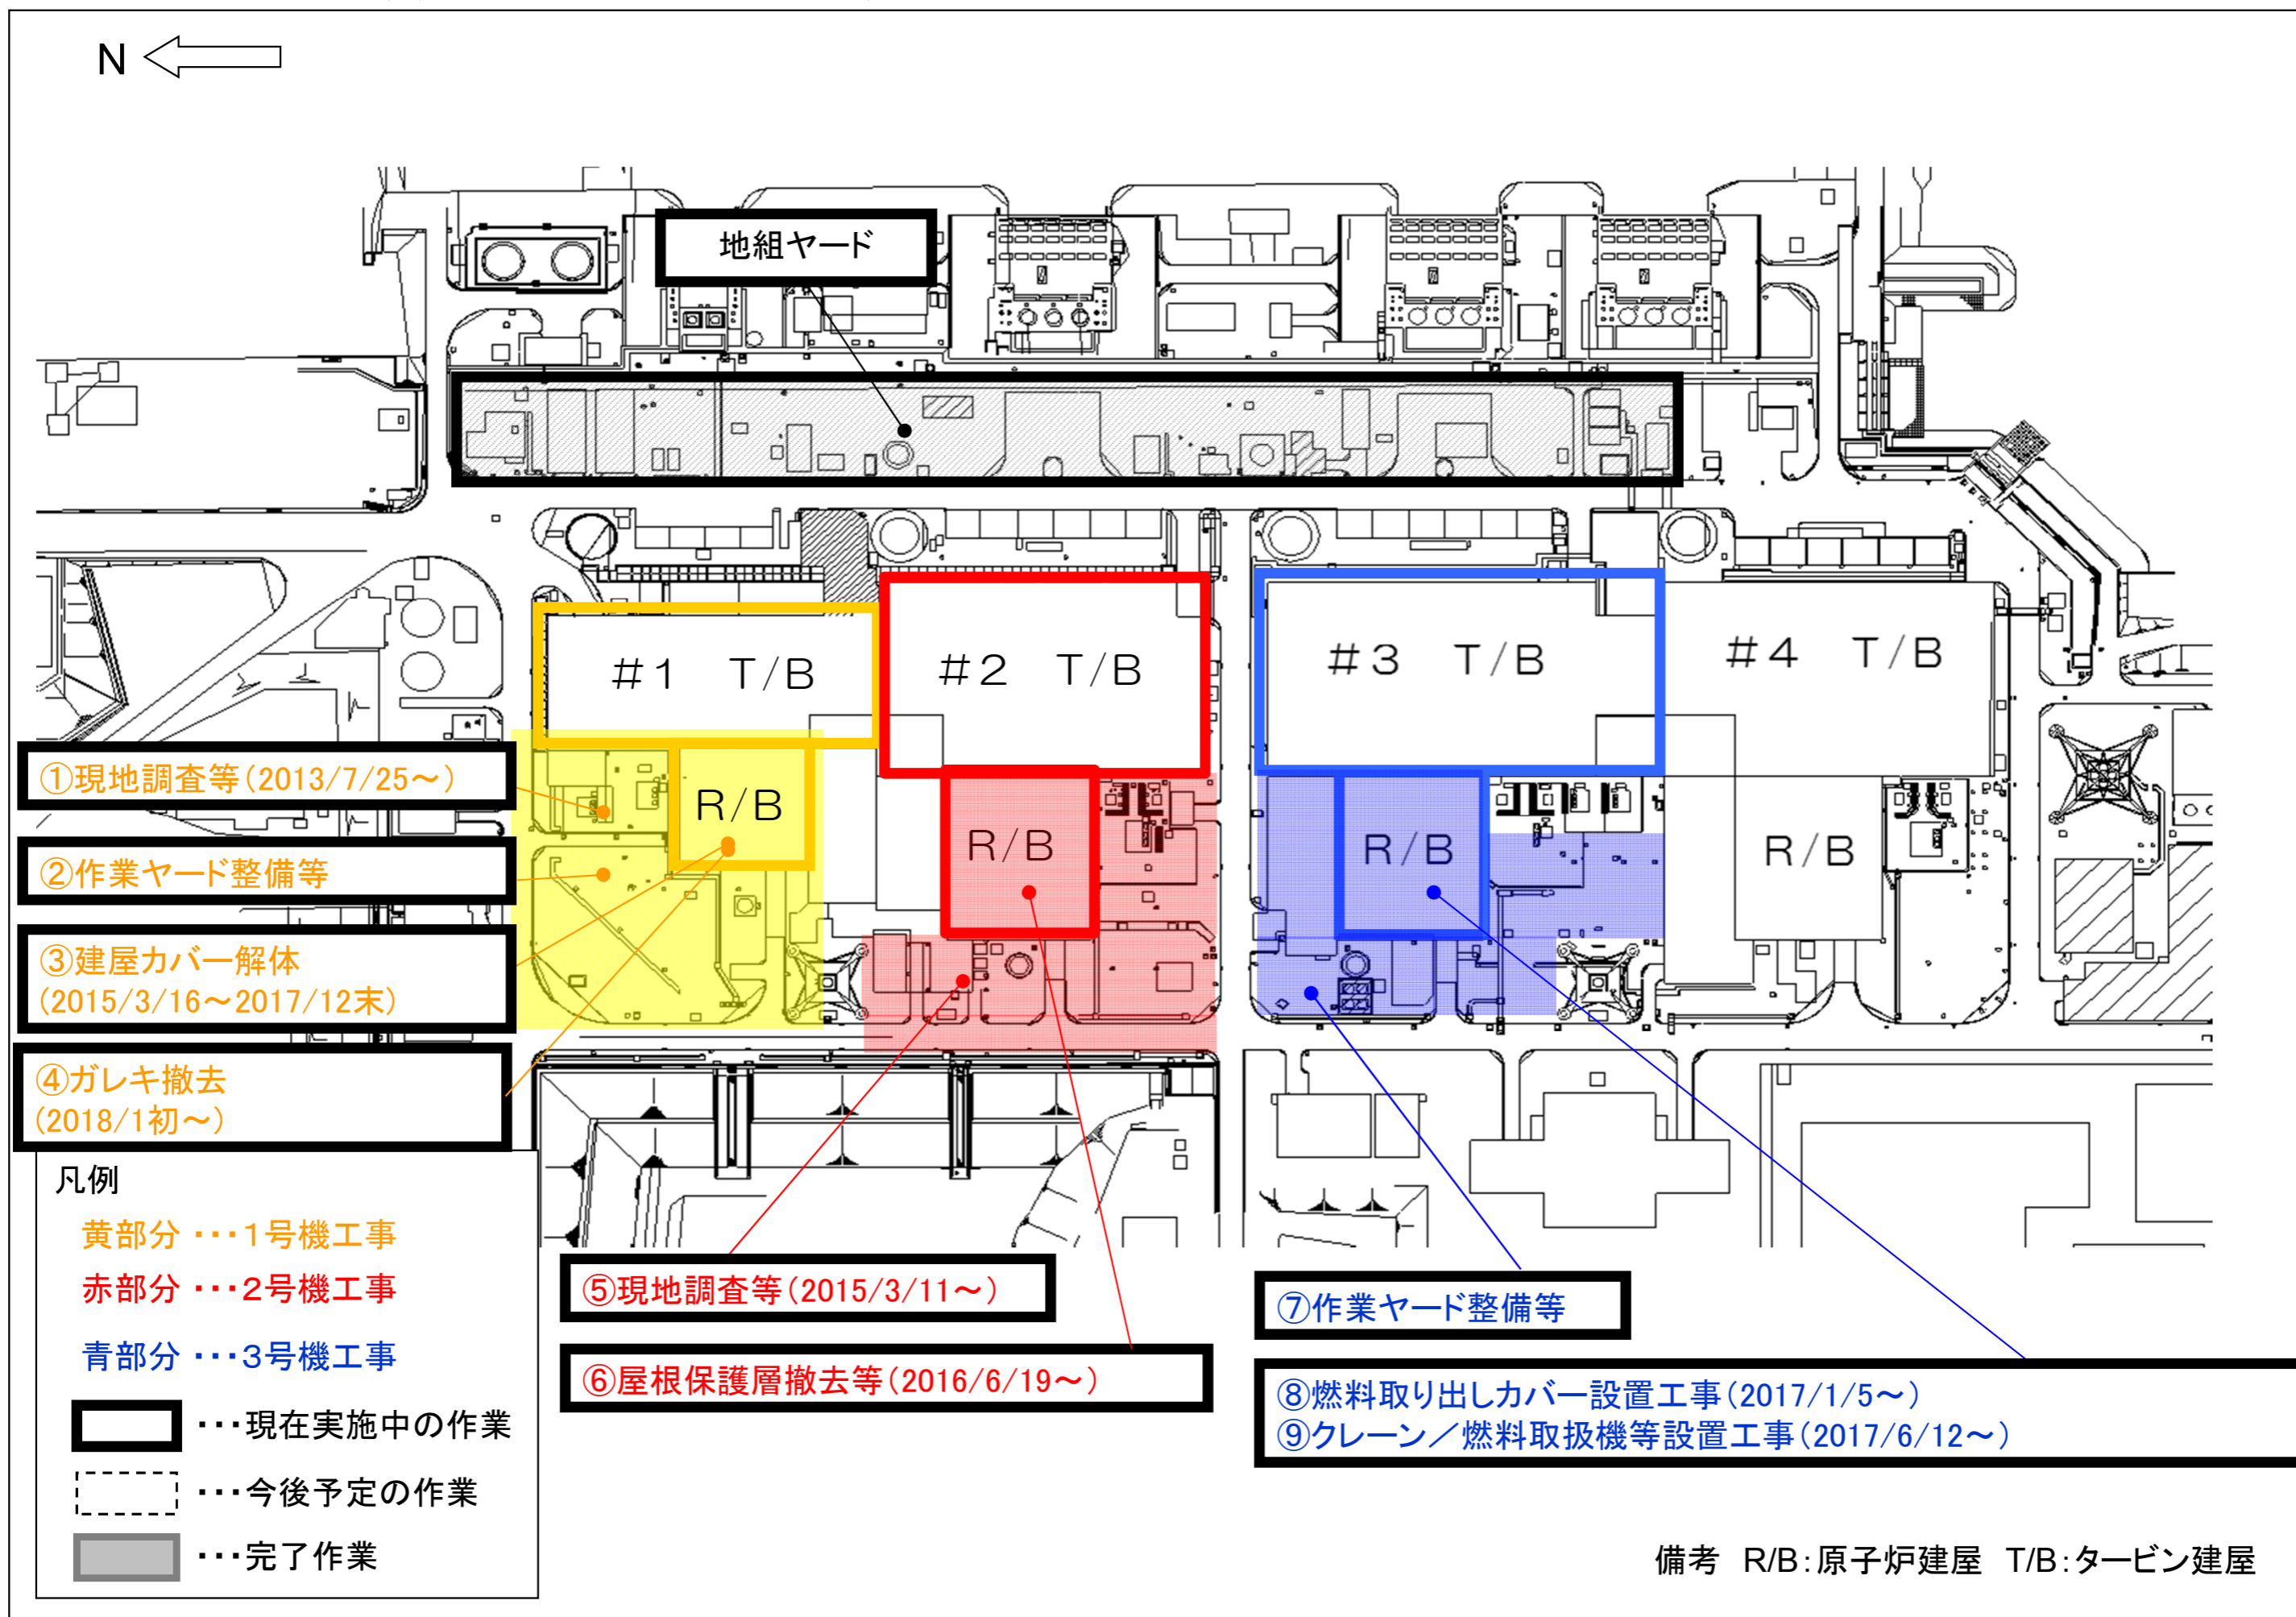 N
地組ヤード
#1 T/B
#2 T/B
#3 T/B
#4 T/B
R/B
R/B
R/B
R/B
①現地調査等(2013/7/25～)
②作業ヤード整備等
③建屋カバー解体
(2015/3/16～2017/12末)
④ガレキ撤去
(2018/1初～)
凡例
黄部分 ・・・1号機工事
赤部分 ・・・2号機工事
青部分 ・・・3号機工事
・・・現在実施中の作業
・・・今後予定の作業
・・・完了作業
⑤現地調査等(2015/3/11～)
⑥屋根保護層撤去等(2016/6/19～)
⑦作業ヤード整備等
⑧燃料取り出しカバー設置工事(2017/1/5～)
⑨クレーン／燃料取扱機等設置工事(2017/6/12～)
備考 R/B:原子炉建屋 T/B:タービン建屋